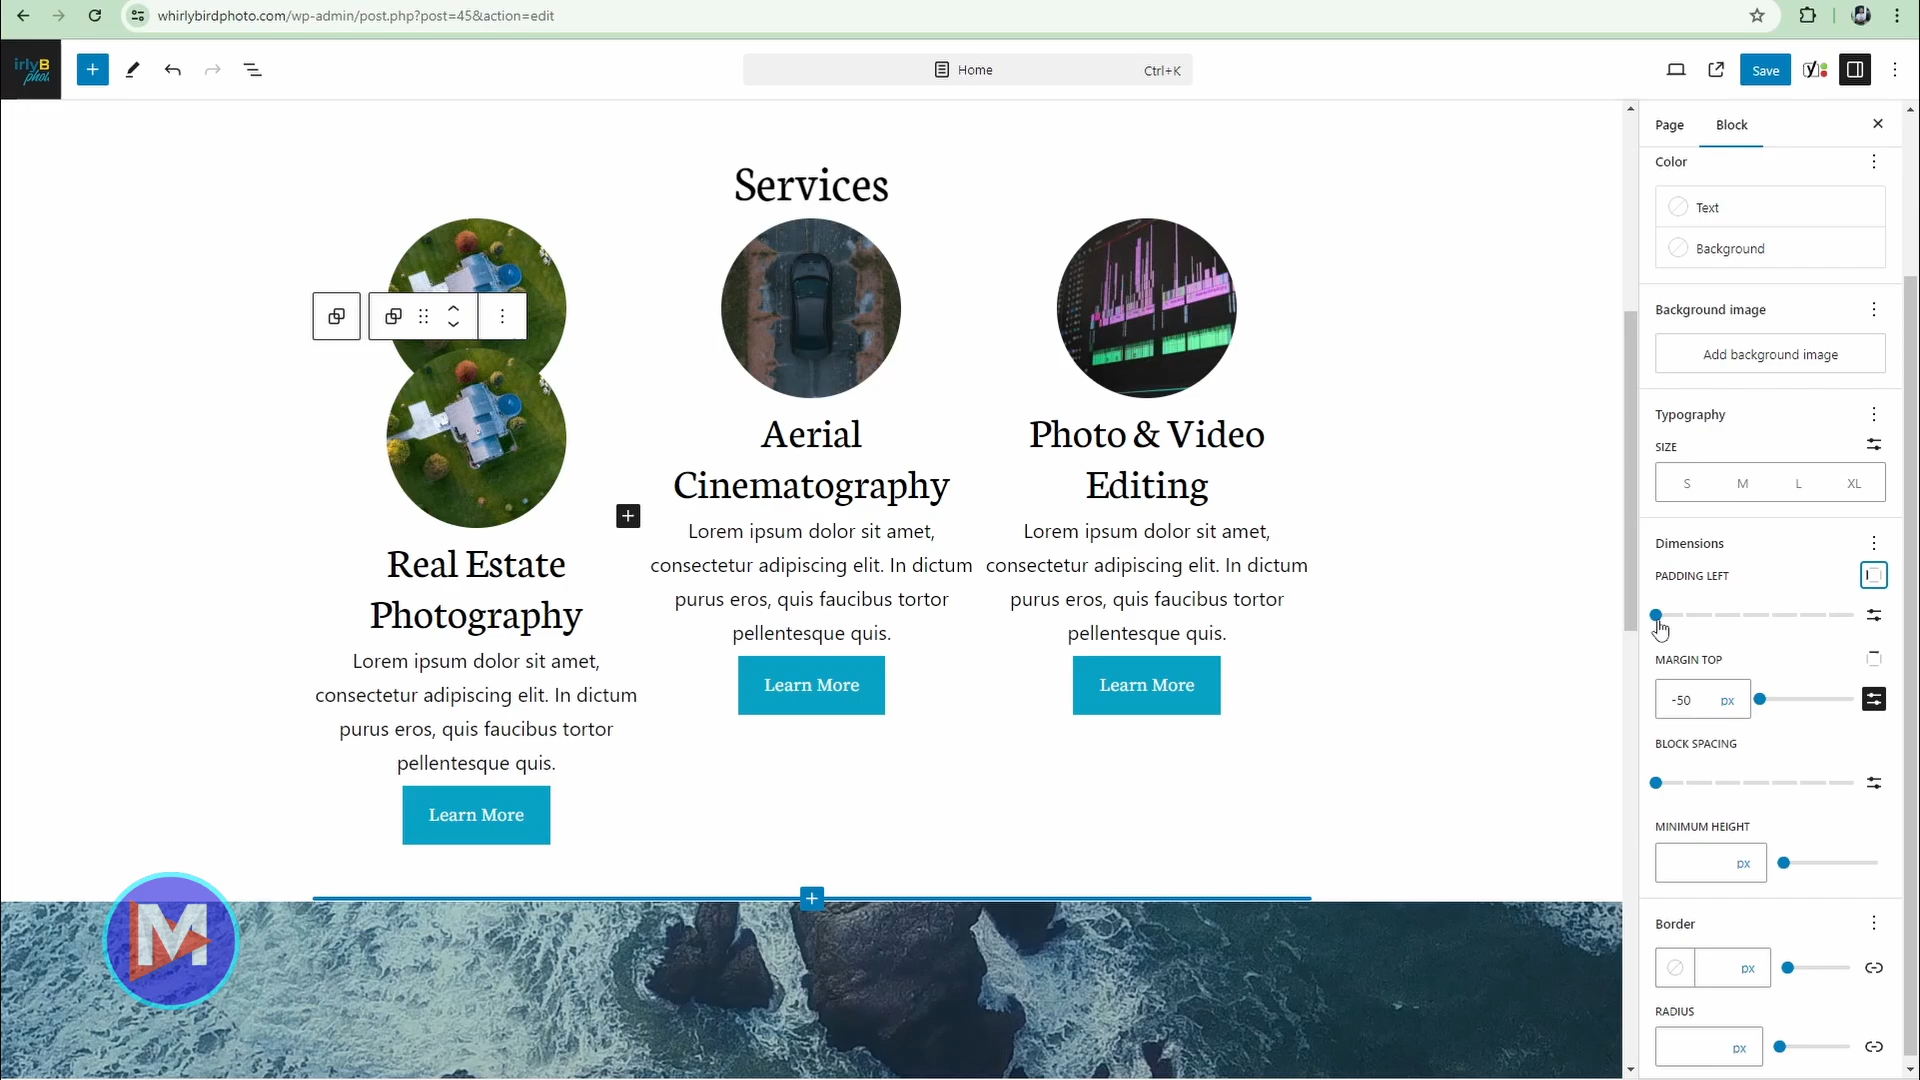 whirlybirdphoto.com/wp-admin/post.php?post=45&action=edit
irlyB
phot
Home
Ctrl+K
Save
Page
Block
Color
Text
Background
Background image
Add background image
Typography
SIZE
S M L XL
Dimensions
PADDING LEFT
MARGIN TOP
-50 px
BLOCK SPACING
MINIMUM HEIGHT
px
Border
px
RADIUS
px
Services
Real Estate
Photography
Lorem ipsum dolor sit amet,
consectetur adipiscing elit. In dictum
purus eros, quis faucibus tortor
pellentesque quis.
Learn More
Aerial
Cinematography
Lorem ipsum dolor sit amet,
consectetur adipiscing elit. In dictum
purus eros, quis faucibus tortor
pellentesque quis.
Learn More
Photo & Video
Editing
Lorem ipsum dolor sit amet,
consectetur adipiscing elit. In dictum
purus eros, quis faucibus tortor
pellentesque quis.
Learn More
M